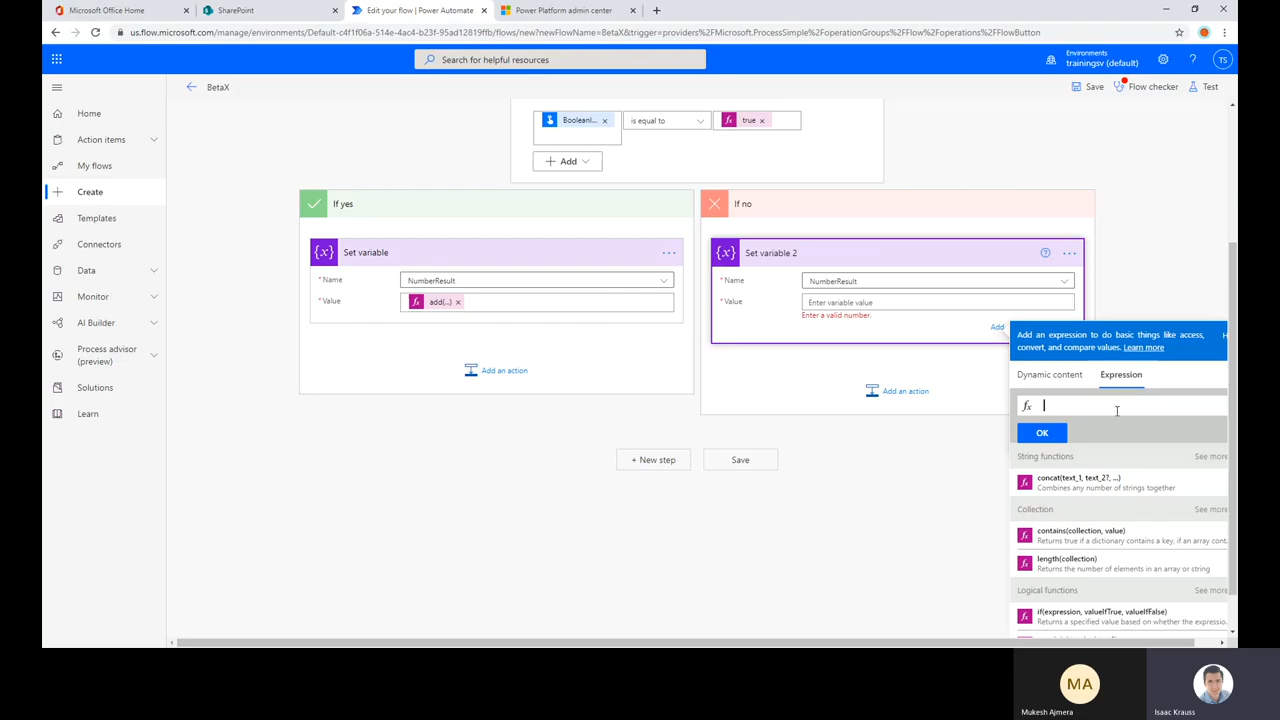 Microsoft Office Home
SharePoint
Edit your flow | Power Automate
Power Platform admin center
us.flow.microsoft.com/manage/environments/Default-c4f1f06a-514e-4ac4-b23f-95ad12819ffb/flows/new?newFlowName=BetaX&trigger=providers%2FMicrosoft.ProcessSimple%2FoperationGroups%2Fflow%2Foperations%2FFlowButton
Search for helpful resources
Environments
trainingsv (default)
TS
BetaX
Save
Flow checker
Test
Home
Action items
My flows
Create
Templates
Connectors
Data
Monitor
AI Builder
Process advisor
(preview)
Solutions
Learn
BooleanI...
is equal to
true
Add
If yes
If no
Set variable
* Name
NumberResult
* Value
add(...)
Add an action
Set variable 2
* Name
NumberResult
* Value
Enter variable value
Enter a valid number.
Add
Add an action
+ New step
Save
Add an expression to do basic things like access,
convert, and compare values. Learn more
H
Dynamic content
Expression
fx
OK
String functions
See more
concat(text_1, text_2?, ...)
Combines any number of strings together
Collection
See more
contains(collection, value)
Returns true if a dictionary contains a key, if an array cont.
length(collection)
Returns the number of elements in an array or string
Logical functions
See more
if(expression, valueIfTrue, valueIfFalse)
Returns a specified value based on whether the expressio.
MA
Mukesh Ajmera
Isaac Krauss